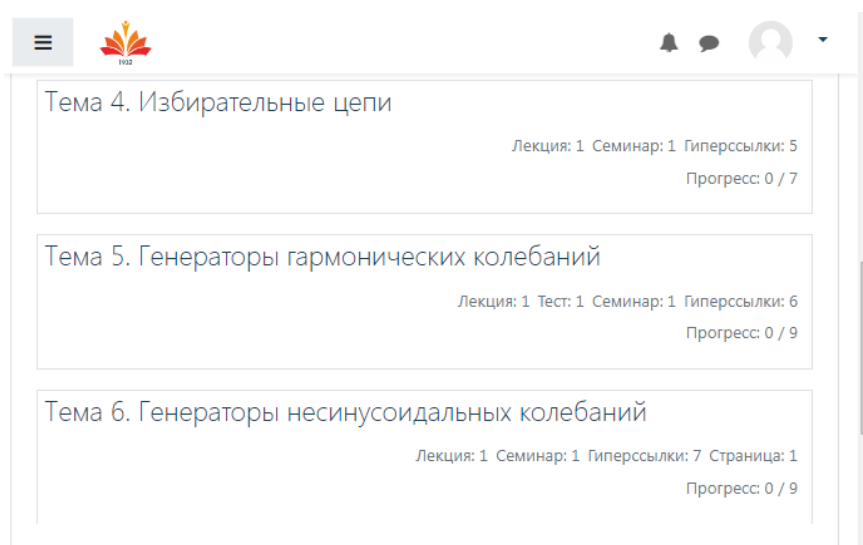 1932
Тема 4. Избирательные цепи
Лекция: 1 Семинар: 1 Гиперссылки: 5
Прогресс: 0 / 7
Тема 5. Генераторы гармонических колебаний
Лекция: 1 Тест: 1 Семинар: 1 Гиперссылки: 6
Прогресс: 0 / 9
Тема 6. Генераторы несинусоидальных колебаний
Лекция: 1 Семинар: 1 Гиперссылки: 7 Страница: 1
Прогресс: 0 / 9